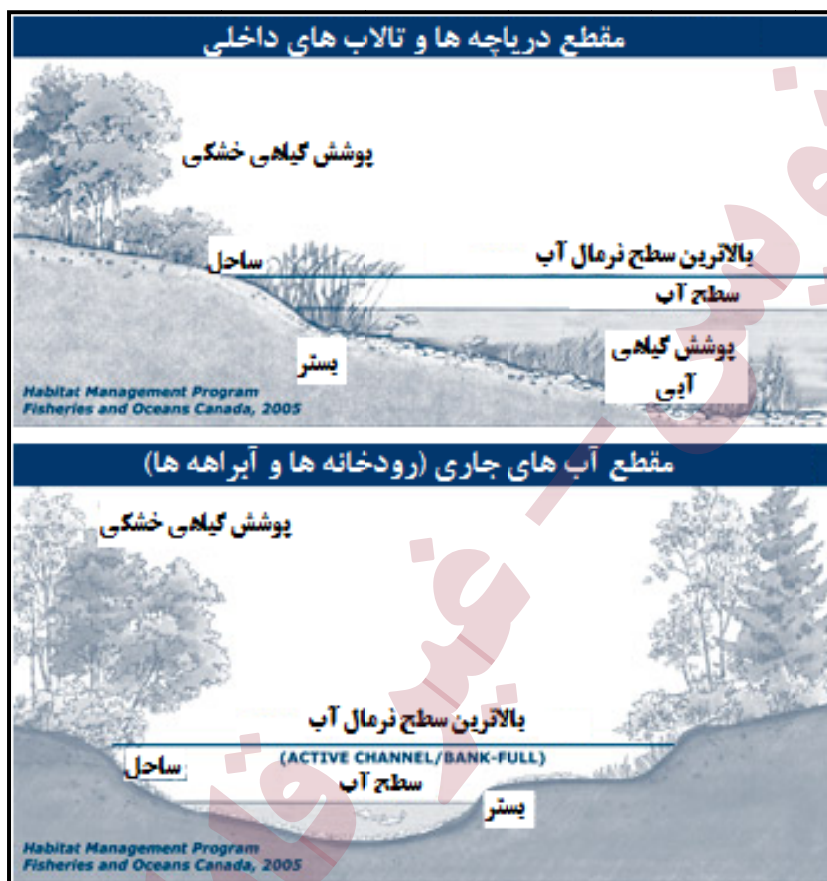 مقطع دریاچه ها و تالاب های داخلی
پوشش گیاهی خشکی
بالاترین سطح نرمال آب
ساحل
سطح آب
پوشش گیاهی
آبی
بستر
Habitat Management Program
Fisheries and Oceans Canada, 2005
مقطع آب های جاری (رودخانه ها و آبراهه ها)
پوشش گیاهی خشکی
بالاترین سطح نرمال آب
(ACTIVE CHANNEL/BANK-FULL)
ساحل
سطح آب
بستر
Habitat Management Program
Fisheries and Oceans Canada, 2005